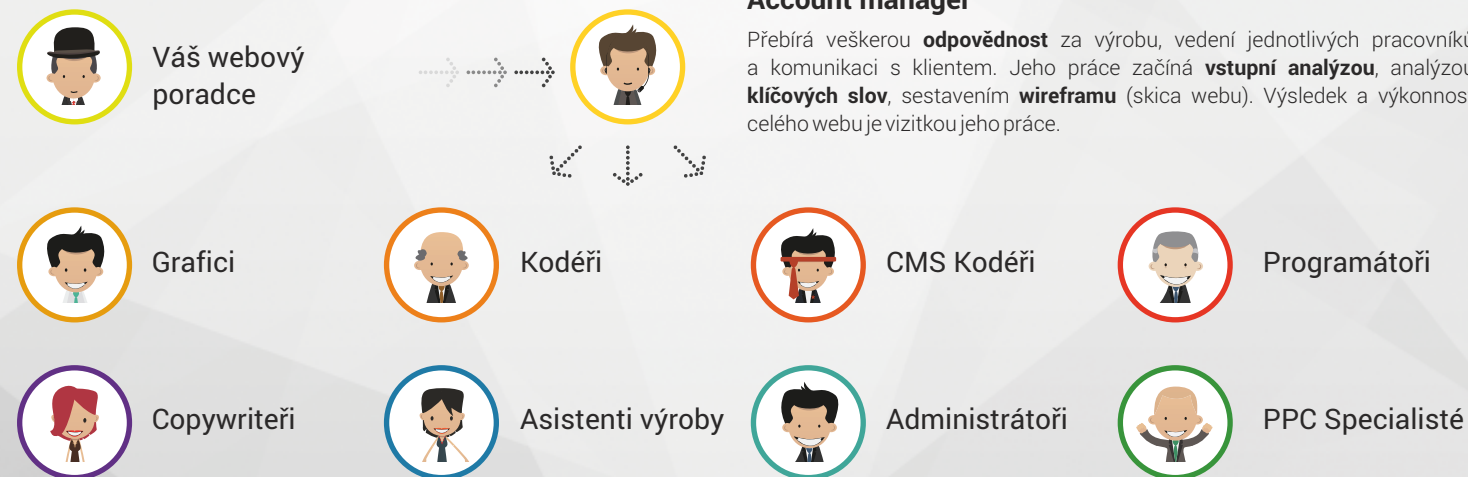 Account manager
Váš webový
poradce
Přebírá veškerou odpovědnost za výrobu, vedení jednotlivých pracovníků
a komunikaci s klientem. Jeho práce začíná vstupní analýzou, analýzou
klíčových slov, sestavením wireframu (skica webu). Výsledek a výkonnost
celého webu je vizitkou jeho práce.
Grafici
Kodéři
CMS Kodéři
Programátoři
Copywriteři
Asistenti výroby
Administrátoři
PPC Specialisté